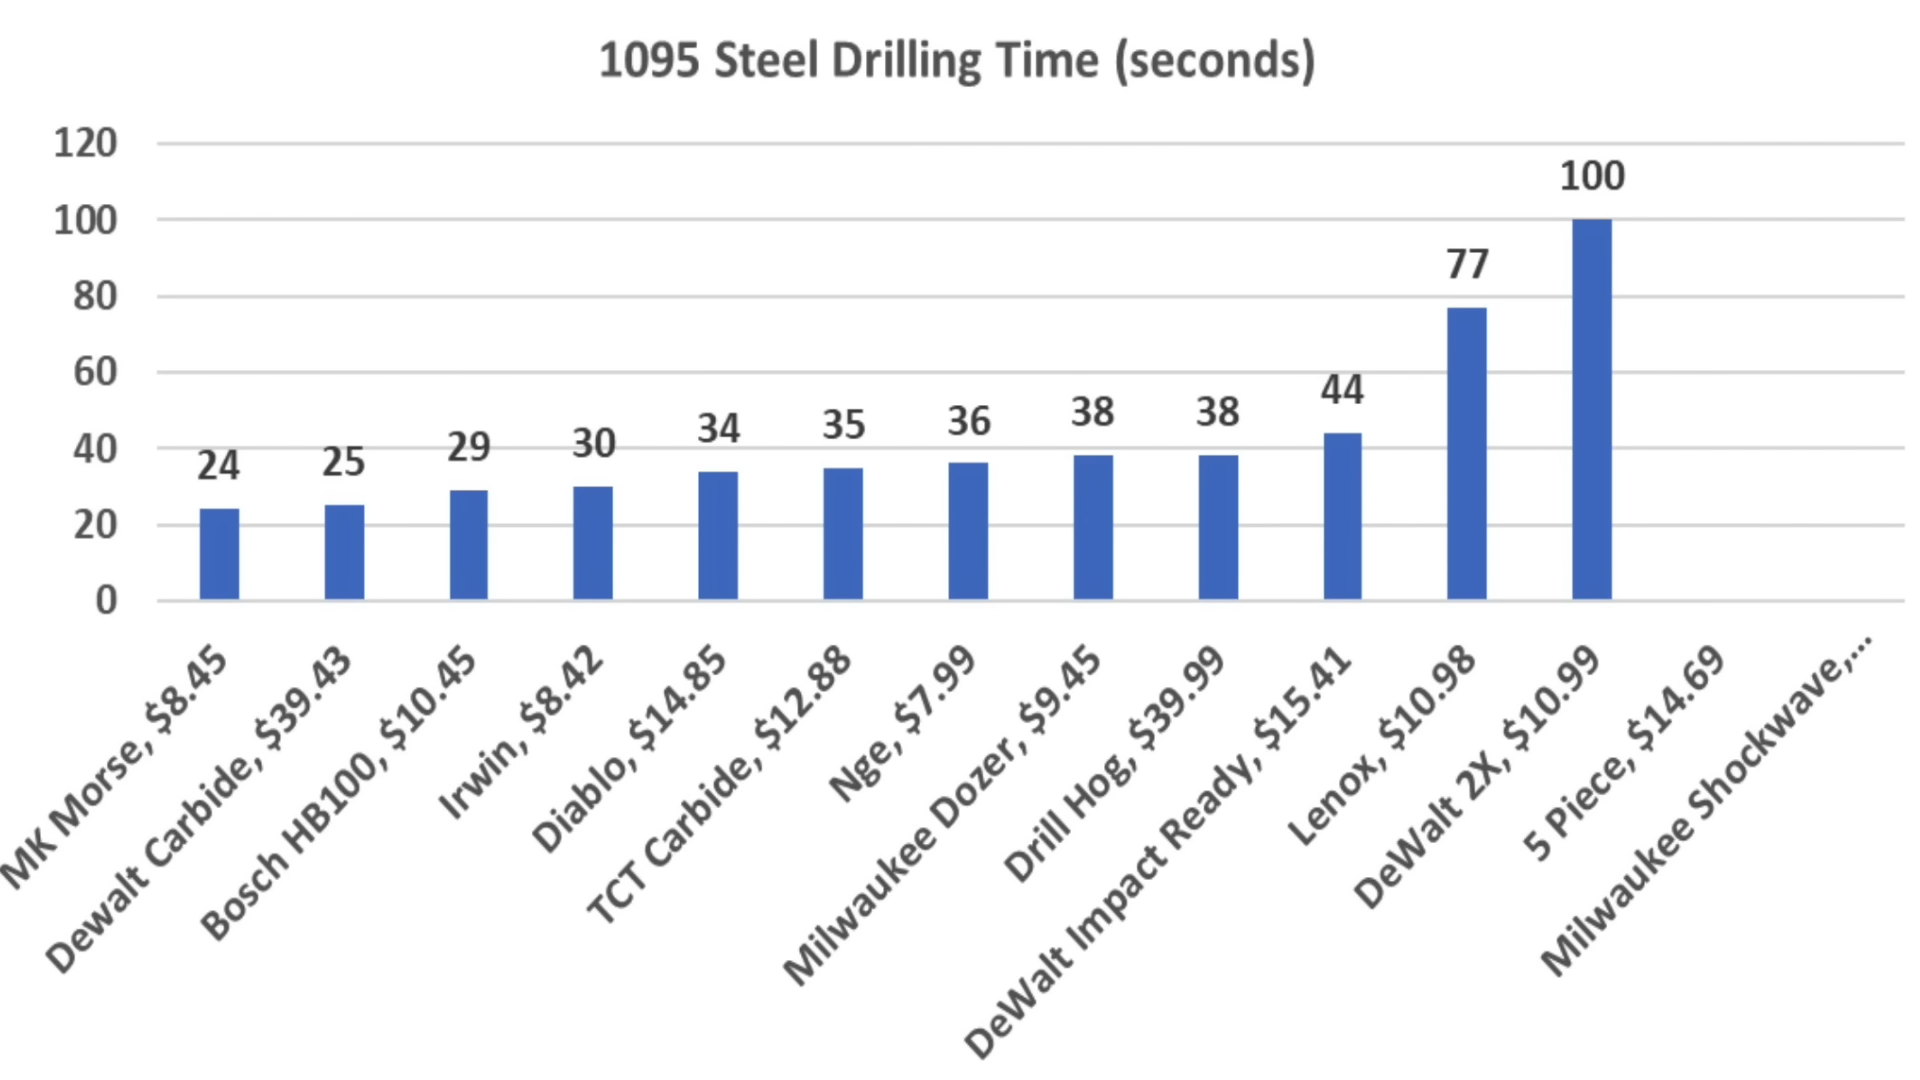 1095 Steel Drilling Time (seconds)
120
100
80
60
40
20
0
24
25
29
30
34
35
36
38
38
44
77
100
MK Morse, $8.45
Dewalt Carbide, $39.43
Bosch HB100, $10.45
Irwin, $8.42
Diablo, $14.85
TCT Carbide, $12.88
Nge, $7.99
Milwaukee Dozer, $9.45
Drill Hog, $39.99
DeWalt Impact Ready, $15.41
Lenox, $10.98
DeWalt 2X, $10.99
5 Piece, $14.69
Milwaukee Shockwave,...